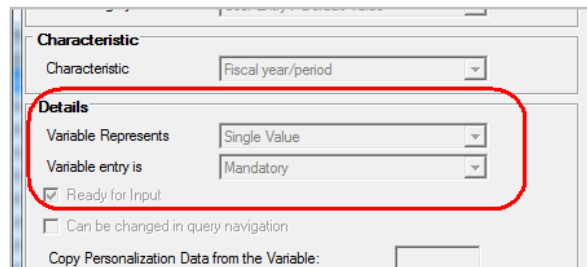 Characteristic
Characteristic Fiscal year/period
Details
Variable Represents Single Value
Variable entry is Mandatory
Ready for Input
Can be changed in query navigation
Copy Personalization Data from the Variable: